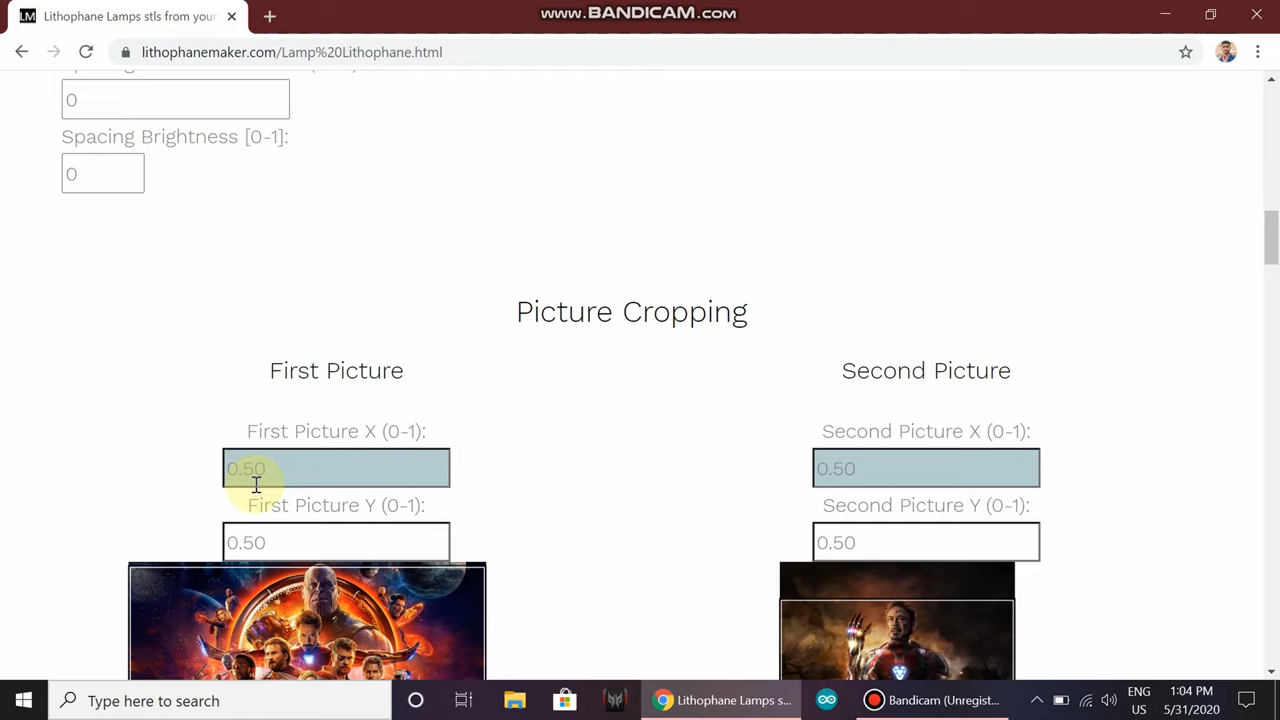 www.BANDICAM.com
LM Lithophane Lamps stls from your
lithophanemaker.com/Lamp%20Lithophane.html
0
Spacing Brightness [0-1]:
0
Picture Cropping
First Picture
Second Picture
First Picture X (0-1):
Second Picture X (0-1):
0.50
0.50
First Picture Y (0-1):
Second Picture Y (0-1):
0.50
0.50
Type here to search
Lithophane Lamps s...
Bandicam (Unregist...
ENG
US
1:04 PM
5/31/2020